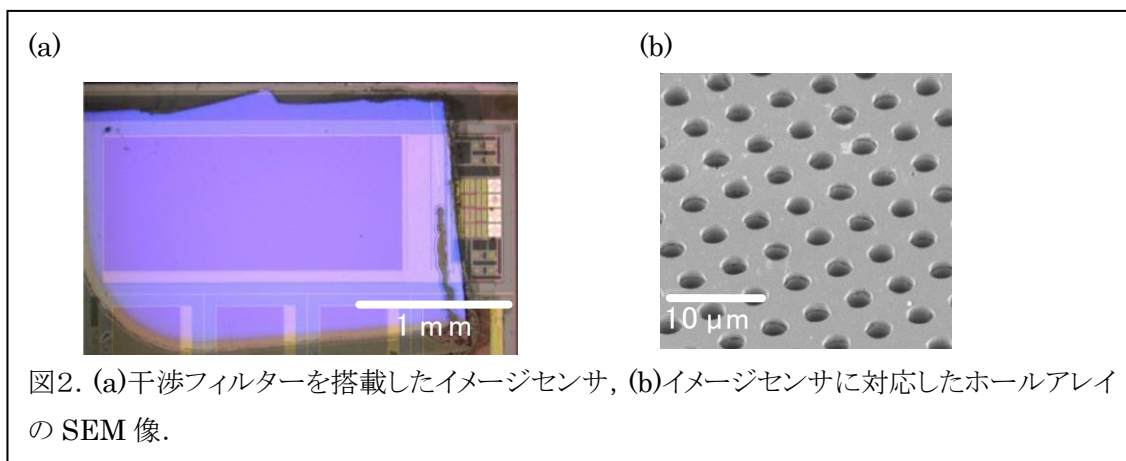 (a)
(b)
1 mm
10 μm
図2. (a)干渉フィルターを搭載したイメージセンサ, (b)イメージセンサに対応したホールアレイ
の SEM 像.